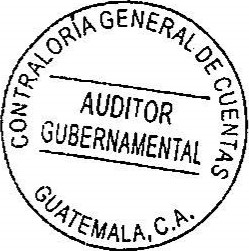 CONTRALORÍA GENERAL DE CUENTAS
AUDITOR
GUBERNAMENTAL
GUATEMALA, C.A.